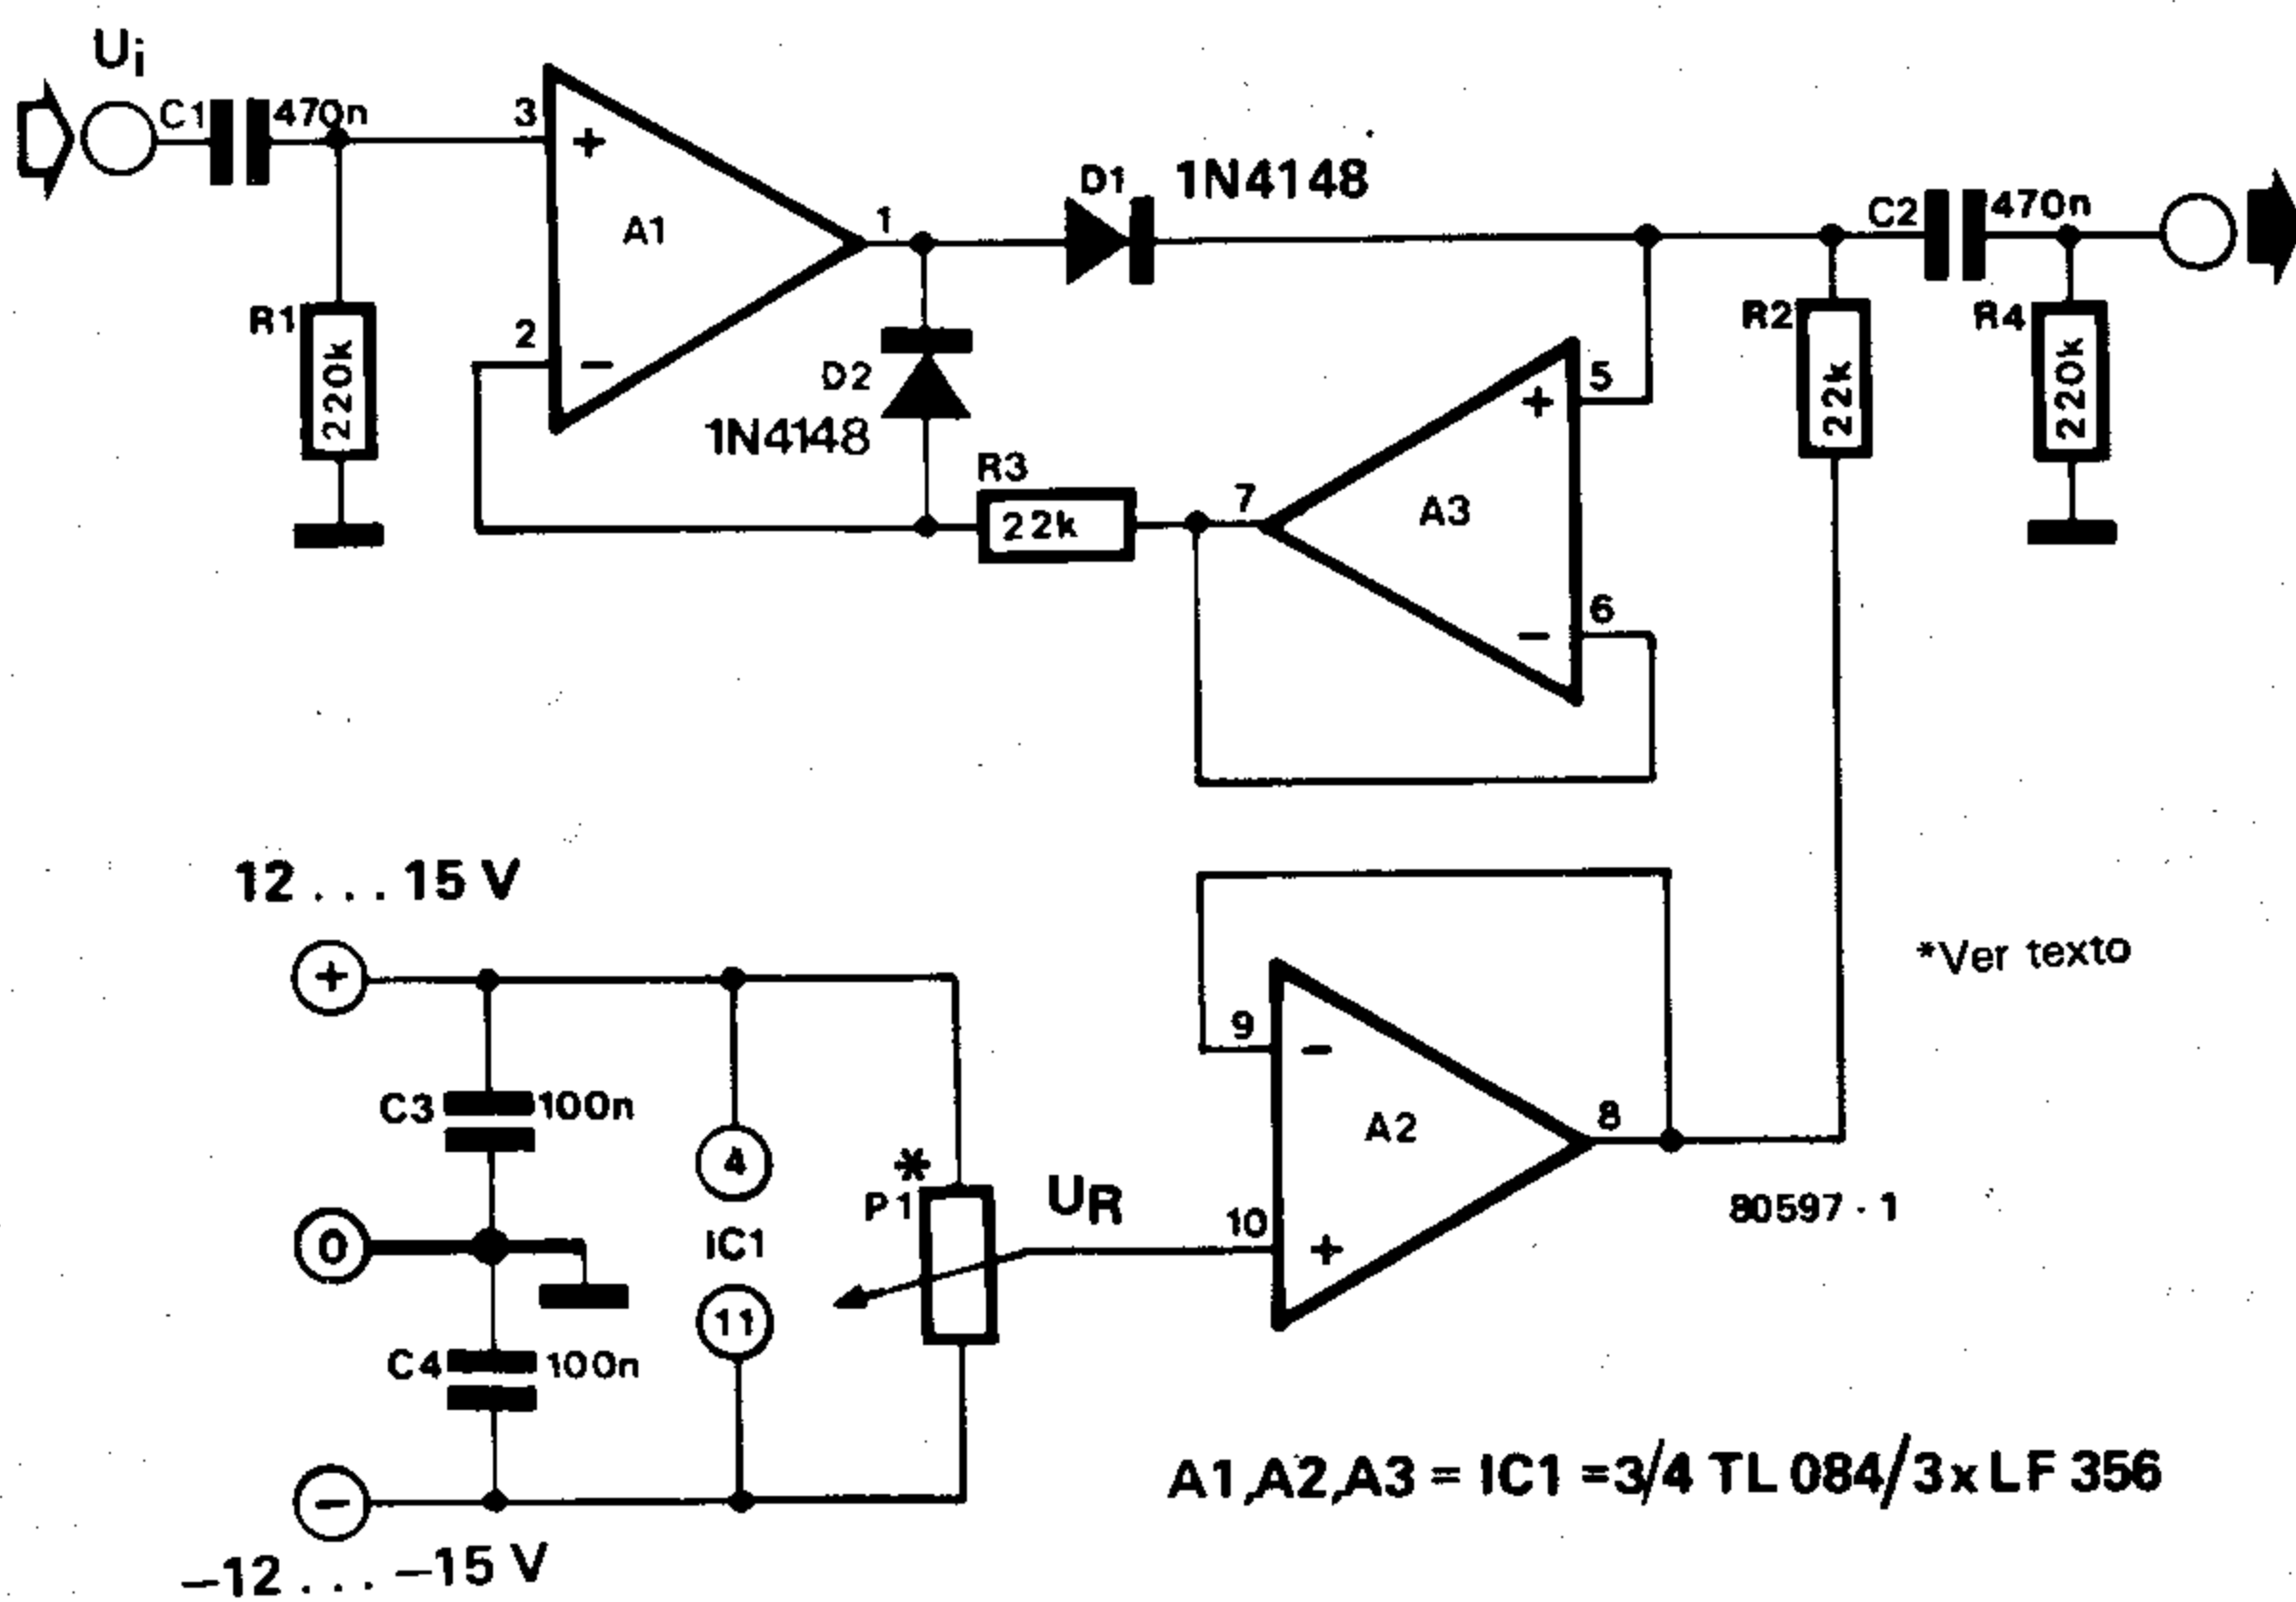 Ui
C1 470n
3
+
A1
1
D1 1N4148
C2 470n
R1
220k
2
−
D2
1N4148
R3
22k
7
A3
5
+
6
−
R2
22k
R4
220k
12 . . . 15 V
+
C3 100n
4
0
IC1
11
C4 100n
−
−12 . . . −15 V
*
P1
UR
9
−
A2
8
10
+
*Ver texto
80597 - 1
A1,A2,A3 = IC1 =3/4 TL 084/3x LF 356